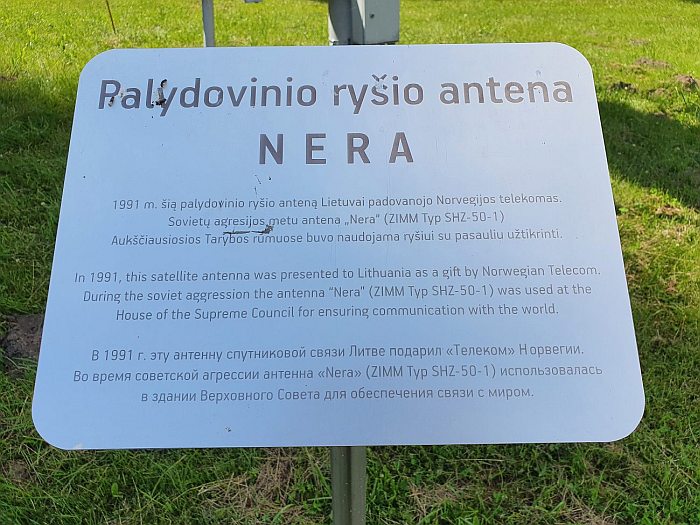 Palydovinio ryšio antena
NERA
1991 m. šią palydovinio ryšio anteną Lietuvai padovanojo Norvegijos telekomas.
Sovietų agresijos metu antena „Nera“ (ZIMM Typ SHZ-50-1)
Aukščiausiosios Tarybos rūmuose buvo naudojama ryšiui su pasauliu užtikrinti.
In 1991, this satellite antenna was presented to Lithuania as a gift by Norwegian Telecom.
During the soviet aggression the antenna “Nera” (ZIMM Typ SHZ-50-1) was used at the
House of the Supreme Council for ensuring communication with the world.
В 1991 г. эту антенну спутниковой связи Литве подарил «Телеком» Норвегии.
Во время советской агрессии антенна «Nera» (ZIMM Typ SHZ-50-1) использовалась
в здании Верховного Совета для обеспечения связи с миром.